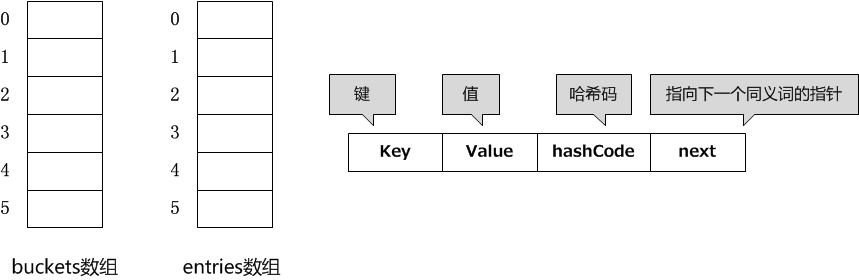 0
1
2
3
4
5
buckets数组
0
1
2
3
4
5
entries数组
键
值
哈希码
指向下一个同义词的指针
Key
Value
hashCode
next